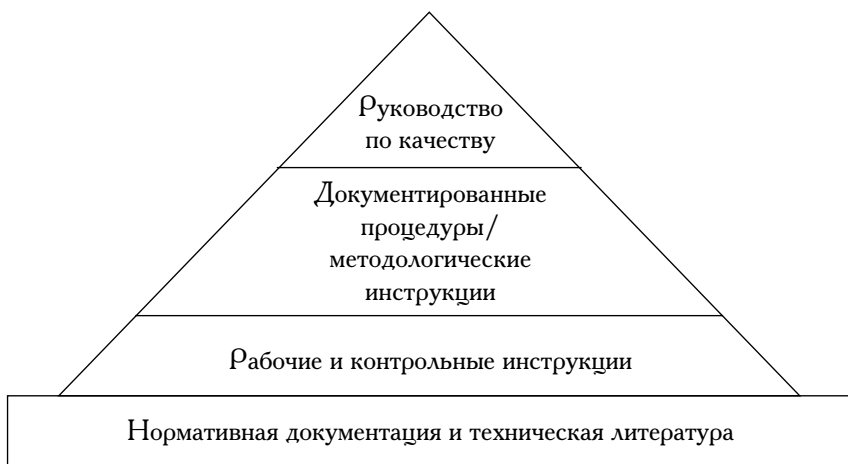 Руководство
по качеству
Документированные
процедуры/
методологические
инструкции
Рабочие и контрольные инструкции
Нормативная документация и техническая литература